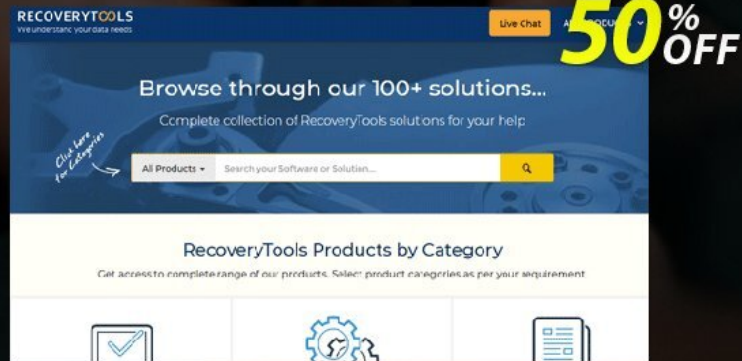 RECOVERYTOOLS
We understand your data needs
Live Chat
50% OFF
Browse through our 100+ solutions...
Complete collection of RecoveryTools solutions for your help
Click here for Categories
All Products
Search your Software or Solution...
RecoveryTools Products by Category
Get access to complete range of our products. Select product categories as per your requirement